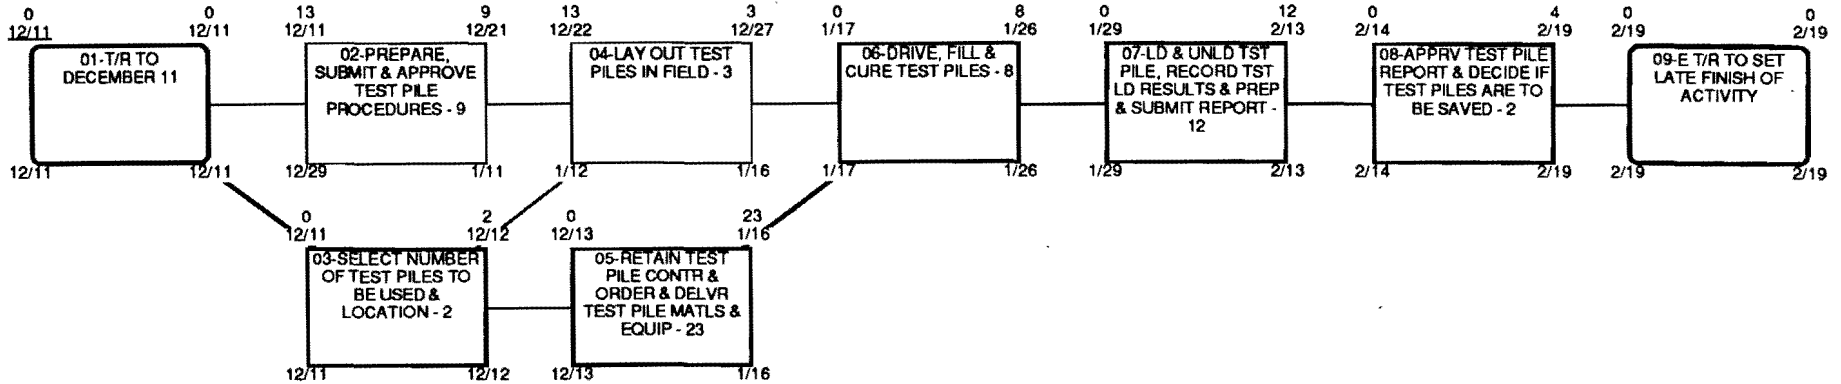 0 0 13 9 13 3 0 8 0 12 0 4 0 0
12/11 12/11 12/11 12/21 12/22 12/27 1/17 1/26 1/29 2/13 2/14 2/19 2/19 2/19
01-T/R TO
DECEMBER 11
02-PREPARE,
SUBMIT & APPROVE
TEST PILE
PROCEDURES - 9
04-LAY OUT TEST
PILES IN FIELD - 3
06-DRIVE, FILL &
CURE TEST PILES - 8
07-LD & UNLD TST
PILE, RECORD TST
LD RESULTS & PREP
& SUBMIT REPORT -
12
08-APPRV TEST PILE
REPORT & DECIDE IF
TEST PILES ARE TO
BE SAVED - 2
09-E T/R TO SET
LATE FINISH OF
ACTIVITY
12/11 12/11 12/29 1/11 1/12 1/16 1/17 1/26 1/29 2/13 2/14 2/19 2/19 2/19
0 2 0 23
12/11 12/12 12/13 1/16
03-SELECT NUMBER
OF TEST PILES TO
BE USED &
LOCATION - 2
05-RETAIN TEST
PILE CONTR &
ORDER & DELVR
TEST PILE MATLS &
EQUIP - 23
12/11 12/12 12/13 1/16